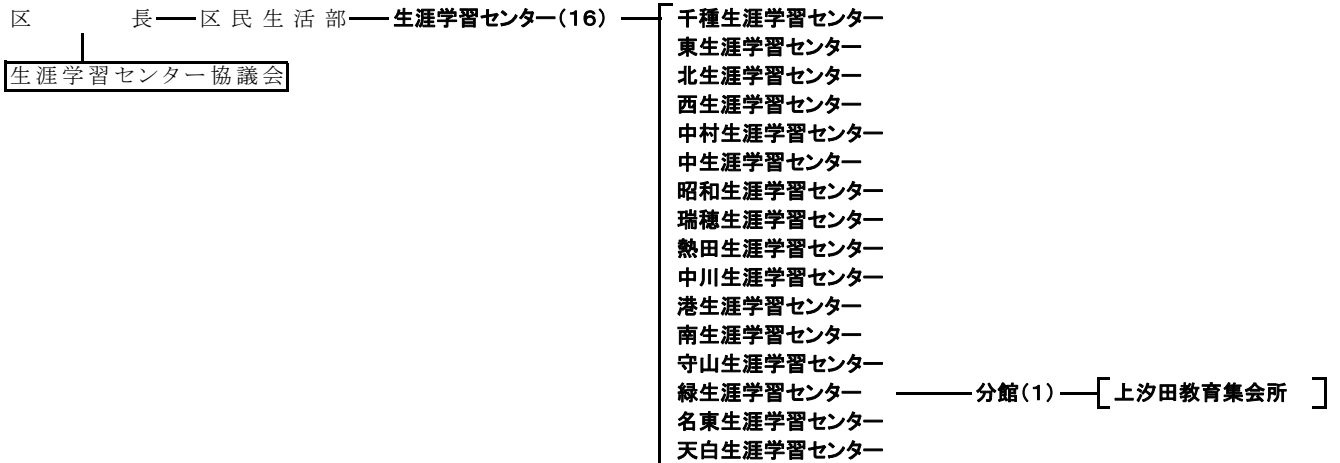 区長 区民生活部 生涯学習センター(16) 千種生涯学習センター
東生涯学習センター
生涯学習センター協議会 北生涯学習センター
西生涯学習センター
中村生涯学習センター
中生涯学習センター
昭和生涯学習センター
瑞穂生涯学習センター
熱田生涯学習センター
中川生涯学習センター
港生涯学習センター
南生涯学習センター
守山生涯学習センター
緑生涯学習センター 分館(1) 上汐田教育集会所
名東生涯学習センター
天白生涯学習センター